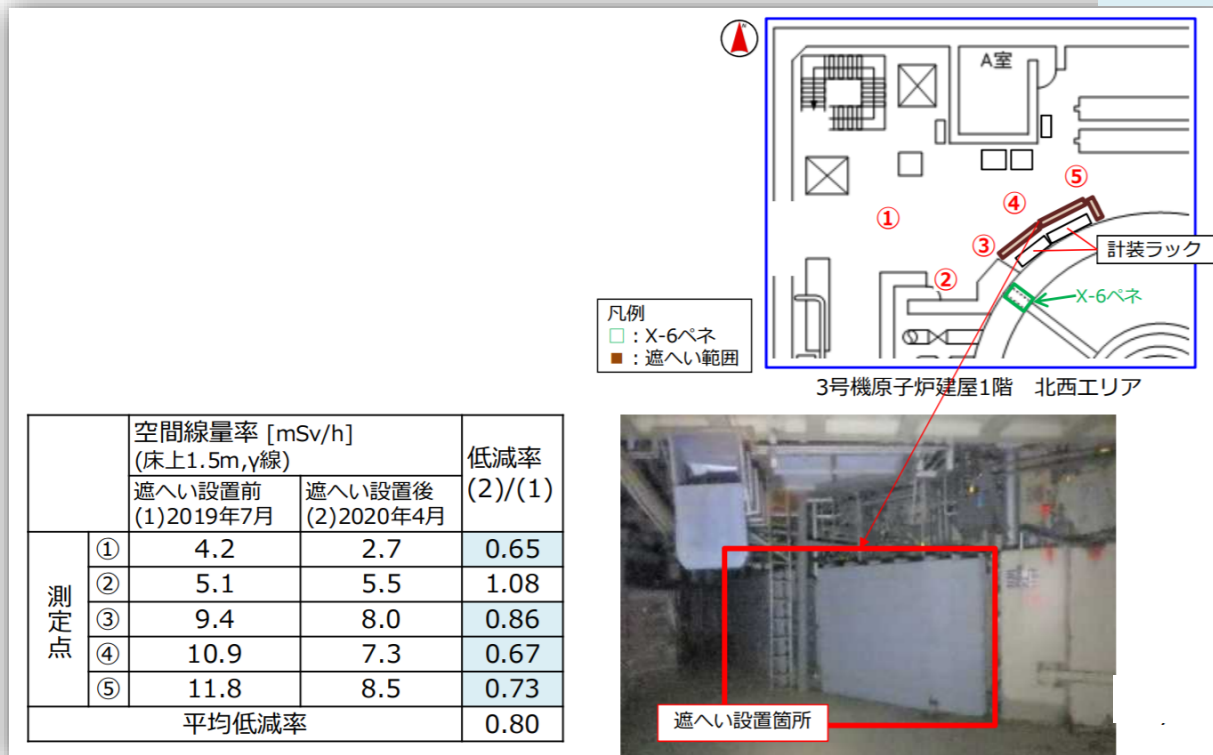 N
A室
⑤
④
①
③
計装ラック
②
X-6ペネ
凡例
□：X-6ペネ
■：遮へい範囲
3号機原子炉建屋1階　北西エリア
空間線量率 [mSv/h]
(床上1.5m,γ線)
低減率
(2)/(1)
遮へい設置前
(1)2019年7月
遮へい設置後
(2)2020年4月
測定点
① 4.2 2.7 0.65
② 5.1 5.5 1.08
③ 9.4 8.0 0.86
④ 10.9 7.3 0.67
⑤ 11.8 8.5 0.73
平均低減率 0.80
遮へい設置箇所